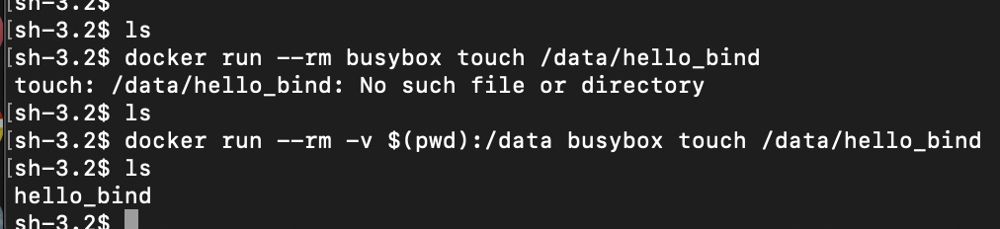 [sh-3.2$
[sh-3.2$ ls
[sh-3.2$ docker run --rm busybox touch /data/hello_bind
touch: /data/hello_bind: No such file or directory
[sh-3.2$ ls
[sh-3.2$ docker run --rm -v $(pwd):/data busybox touch /data/hello_bind
[sh-3.2$ ls
hello_bind
sh-3.2$